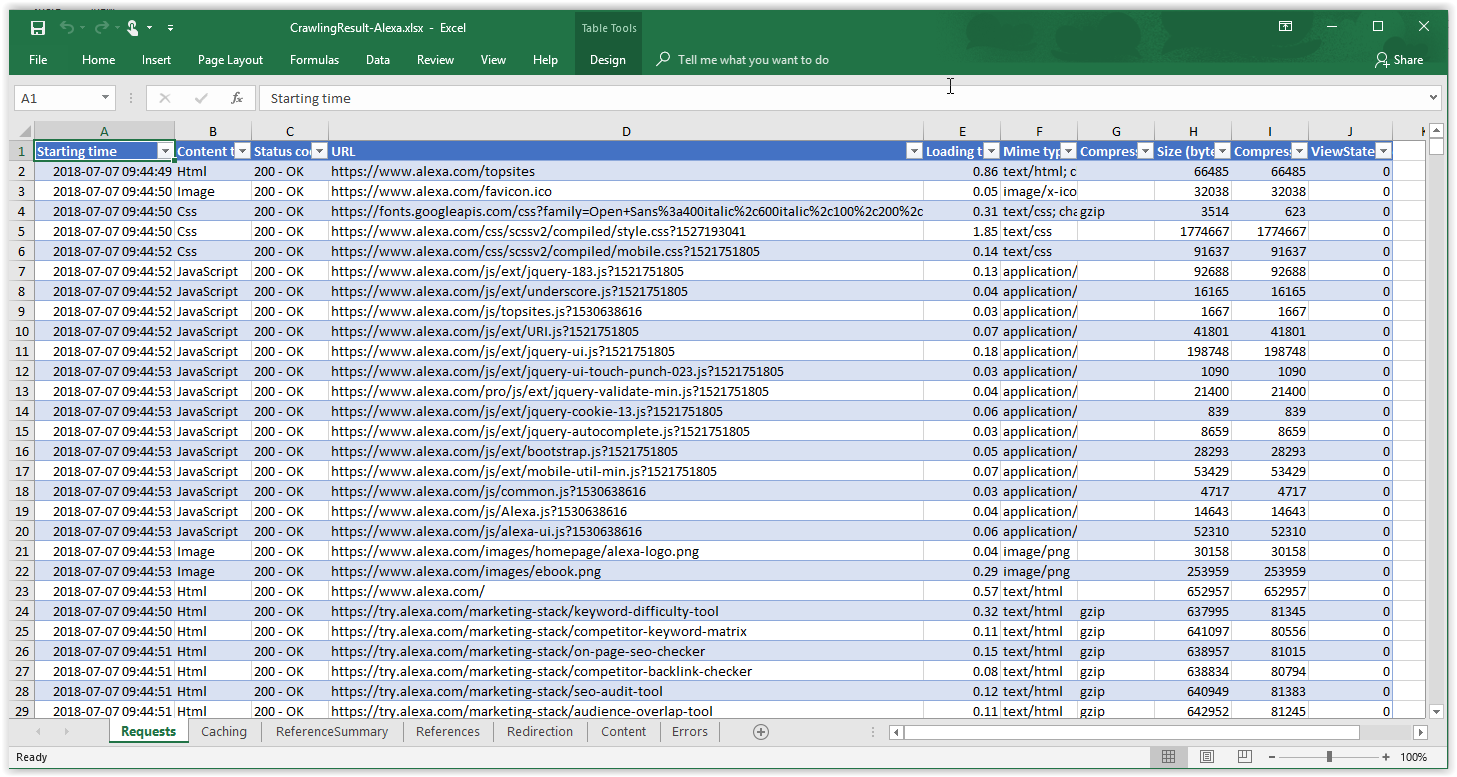 CrawlingResult-Alexa.xlsx - Excel
Table Tools
File Home Insert Page Layout Formulas Data Review View Help Design Tell me what you want to do Share
A1 fx Starting time
A B C D E F G H I J
1 Starting time Content t Status co URL Loading t Mime typ Compres Size (byte Compres ViewState
2 2018-07-07 09:44:49 Html 200 - OK https://www.alexa.com/topsites 0.86 text/html; c 66485 66485 0
3 2018-07-07 09:44:50 Image 200 - OK https://www.alexa.com/favicon.ico 0.05 image/x-ico 32038 32038 0
4 2018-07-07 09:44:50 Css 200 - OK https://fonts.googleapis.com/css?family=Open+Sans%3a400italic%2c600italic%2c100%2c200%2c 0.31 text/css; cha gzip 3514 623 0
5 2018-07-07 09:44:50 Css 200 - OK https://www.alexa.com/css/scssv2/compiled/style.css?1527193041 1.85 text/css 1774667 1774667 0
6 2018-07-07 09:44:52 Css 200 - OK https://www.alexa.com/css/scssv2/compiled/mobile.css?1521751805 0.14 text/css 91637 91637 0
7 2018-07-07 09:44:52 JavaScript 200 - OK https://www.alexa.com/js/ext/jquery-183.js?1521751805 0.13 application/ 92688 92688 0
8 2018-07-07 09:44:52 JavaScript 200 - OK https://www.alexa.com/js/ext/underscore.js?1521751805 0.04 application/ 16165 16165 0
9 2018-07-07 09:44:52 JavaScript 200 - OK https://www.alexa.com/js/topsites.js?1530638616 0.03 application/ 1667 1667 0
10 2018-07-07 09:44:52 JavaScript 200 - OK https://www.alexa.com/js/ext/URI.js?1521751805 0.07 application/ 41801 41801 0
11 2018-07-07 09:44:52 JavaScript 200 - OK https://www.alexa.com/js/ext/jquery-ui.js?1521751805 0.18 application/ 198748 198748 0
12 2018-07-07 09:44:53 JavaScript 200 - OK https://www.alexa.com/js/ext/jquery-ui-touch-punch-023.js?1521751805 0.03 application/ 1090 1090 0
13 2018-07-07 09:44:53 JavaScript 200 - OK https://www.alexa.com/pro/js/ext/jquery-validate-min.js?1521751805 0.04 application/ 21400 21400 0
14 2018-07-07 09:44:53 JavaScript 200 - OK https://www.alexa.com/js/ext/jquery-cookie-13.js?1521751805 0.06 application/ 839 839 0
15 2018-07-07 09:44:53 JavaScript 200 - OK https://www.alexa.com/js/ext/jquery-autocomplete.js?1521751805 0.03 application/ 8659 8659 0
16 2018-07-07 09:44:53 JavaScript 200 - OK https://www.alexa.com/js/ext/bootstrap.js?1521751805 0.05 application/ 28293 28293 0
17 2018-07-07 09:44:53 JavaScript 200 - OK https://www.alexa.com/js/ext/mobile-util-min.js?1521751805 0.07 application/ 53429 53429 0
18 2018-07-07 09:44:53 JavaScript 200 - OK https://www.alexa.com/js/common.js?1530638616 0.03 application/ 4717 4717 0
19 2018-07-07 09:44:53 JavaScript 200 - OK https://www.alexa.com/js/Alexa.js?1530638616 0.04 application/ 14643 14643 0
20 2018-07-07 09:44:53 JavaScript 200 - OK https://www.alexa.com/js/alexa-ui.js?1530638616 0.06 application/ 52310 52310 0
21 2018-07-07 09:44:53 Image 200 - OK https://www.alexa.com/images/homepage/alexa-logo.png 0.04 image/png 30158 30158 0
22 2018-07-07 09:44:53 Image 200 - OK https://www.alexa.com/images/ebook.png 0.29 image/png 253959 253959 0
23 2018-07-07 09:44:53 Html 200 - OK https://www.alexa.com/ 0.57 text/html 652957 652957 0
24 2018-07-07 09:44:50 Html 200 - OK https://try.alexa.com/marketing-stack/keyword-difficulty-tool 0.32 text/html gzip 637995 81345 0
25 2018-07-07 09:44:50 Html 200 - OK https://try.alexa.com/marketing-stack/competitor-keyword-matrix 0.11 text/html gzip 641097 80556 0
26 2018-07-07 09:44:51 Html 200 - OK https://try.alexa.com/marketing-stack/on-page-seo-checker 0.15 text/html gzip 638957 81015 0
27 2018-07-07 09:44:51 Html 200 - OK https://try.alexa.com/marketing-stack/competitor-backlink-checker 0.08 text/html gzip 638834 80794 0
28 2018-07-07 09:44:51 Html 200 - OK https://try.alexa.com/marketing-stack/seo-audit-tool 0.12 text/html gzip 640949 81383 0
29 2018-07-07 09:44:51 Html 200 - OK https://try.alexa.com/marketing-stack/audience-overlap-tool 0.11 text/html gzip 642952 81245 0
Requests Caching ReferenceSummary References Redirection Content Errors
Ready 100%